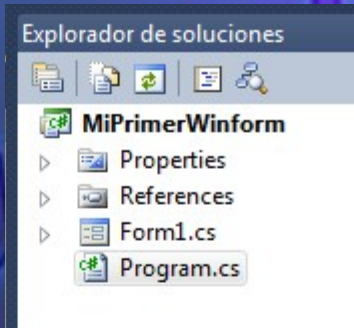 Explorador de soluciones
MiPrimerWinform
Properties
References
Form1.cs
Program.cs